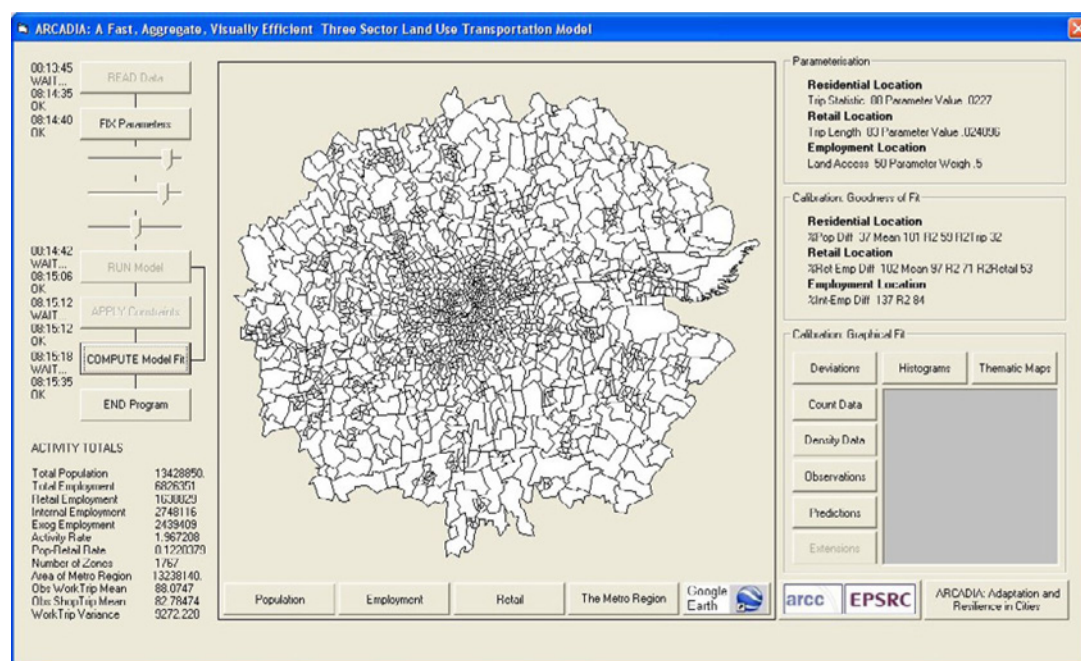 ARCADIA: A Fast, Aggregate, Visually Efficient Three Sector Land Use Transportation Model
00:13:45
WAIT...
08:14:35
OK
08:14:40
OK
READ Data
FIX Parameters
00:14:42
WAIT...
08:15:06
OK
08:15:12
WAIT...
08:15:12
OK
08:15:18
WAIT...
08:15:35
OK
RUN Model
APPLY Constraints
COMPUTE Model Fit
END Program
ACTIVITY TOTALS
Total Population 13428850.
Total Employment 6826351
Retail Employment 1638829
Internal Employment 2748116
Exog Employment 2439409
Activity Rate 1.967208
Pop-Retail Rate 0.1220379
Number of Zones 1767
Area of Metro Region 13238140.
Obs WorkTrip Mean 88.0747
Obs ShopTrip Mean 82.78474
WorkTrip Variance 9272.220
Population
Employment
Retail
The Metro Region
Google
Earth
Parameterisation
Residential Location
Trip Statistic 88 Parameter Value .0227
Retail Location
Trip Length 83 Parameter Value .024096
Employment Location
Land Access 50 Parameter Weigh .5
Calibration: Goodness of Fit
Residential Location
%Pop Diff 37 Mean 101 R2 59 R2Trip 32
Retail Location
%Ret Emp Diff 102 Mean 97 R2 71 R2Retail 53
Employment Location
%Int-Emp Diff 137 R2 84
Calibration: Graphical Fit
Deviations
Histograms
Thematic Maps
Count Data
Density Data
Observations
Predictions
Extensions
arcc
EPSRC
ARCADIA: Adaptation and
Resilience in Cities